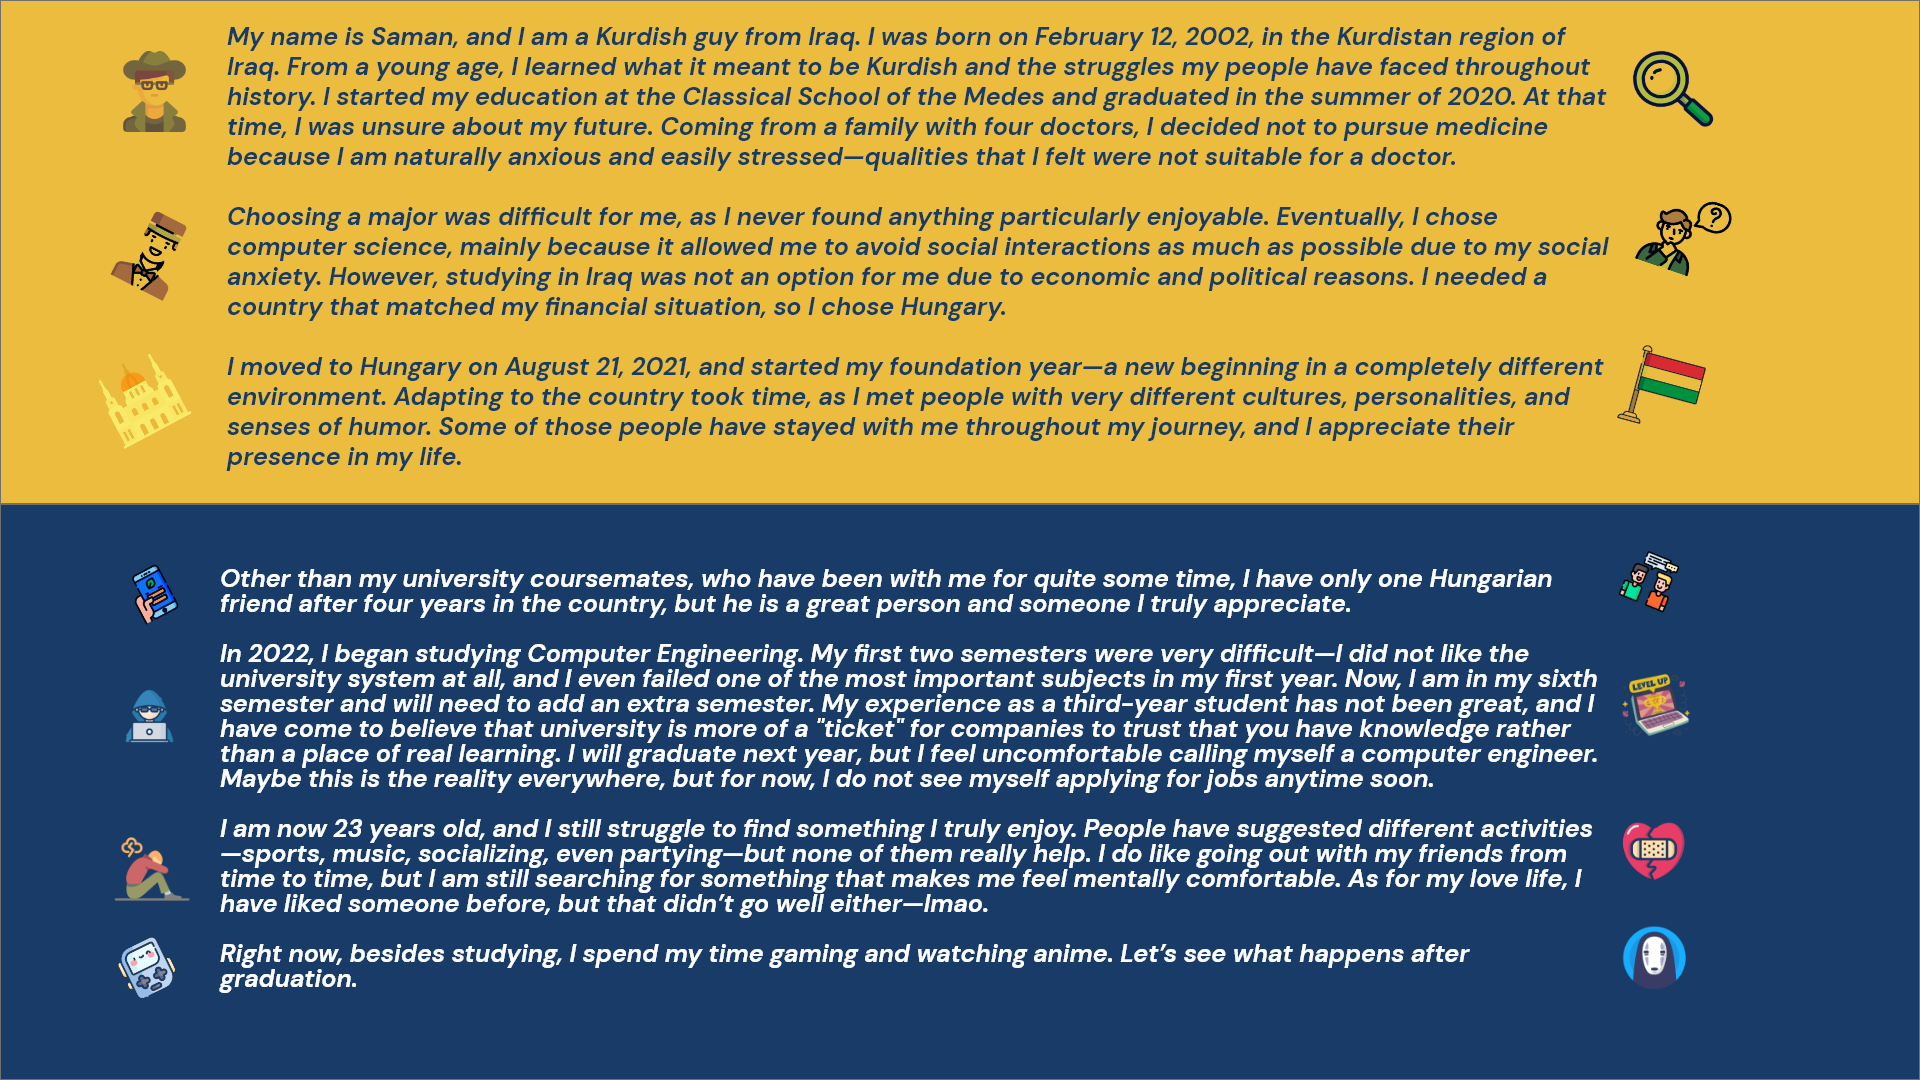 My name is Saman, and I am a Kurdish guy from Iraq. I was born on February 12, 2002, in the Kurdistan region of
Iraq. From a young age, I learned what it meant to be Kurdish and the struggles my people have faced throughout
history. I started my education at the Classical School of the Medes and graduated in the summer of 2020. At that
time, I was unsure about my future. Coming from a family with four doctors, I decided not to pursue medicine
because I am naturally anxious and easily stressed—qualities that I felt were not suitable for a doctor.
Choosing a major was difficult for me, as I never found anything particularly enjoyable. Eventually, I chose
computer science, mainly because it allowed me to avoid social interactions as much as possible due to my social
anxiety. However, studying in Iraq was not an option for me due to economic and political reasons. I needed a
country that matched my financial situation, so I chose Hungary.
I moved to Hungary on August 21, 2021, and started my foundation year—a new beginning in a completely different
environment. Adapting to the country took time, as I met people with very different cultures, personalities, and
senses of humor. Some of those people have stayed with me throughout my journey, and I appreciate their
presence in my life.
Other than my university coursemates, who have been with me for quite some time, I have only one Hungarian
friend after four years in the country, but he is a great person and someone I truly appreciate.
In 2022, I began studying Computer Engineering. My first two semesters were very difficult—I did not like the
university system at all, and I even failed one of the most important subjects in my first year. Now, I am in my sixth
semester and will need to add an extra semester. My experience as a third-year student has not been great, and I
have come to believe that university is more of a "ticket" for companies to trust that you have knowledge rather
than a place of real learning. I will graduate next year, but I feel uncomfortable calling myself a computer engineer.
Maybe this is the reality everywhere, but for now, I do not see myself applying for jobs anytime soon.
LEVEL UP
I am now 23 years old, and I still struggle to find something I truly enjoy. People have suggested different activities
—sports, music, socializing, even partying—but none of them really help. I do like going out with my friends from
time to time, but I am still searching for something that makes me feel mentally comfortable. As for my love life, I
have liked someone before, but that didn’t go well either—lmao.
Right now, besides studying, I spend my time gaming and watching anime. Let’s see what happens after
graduation.